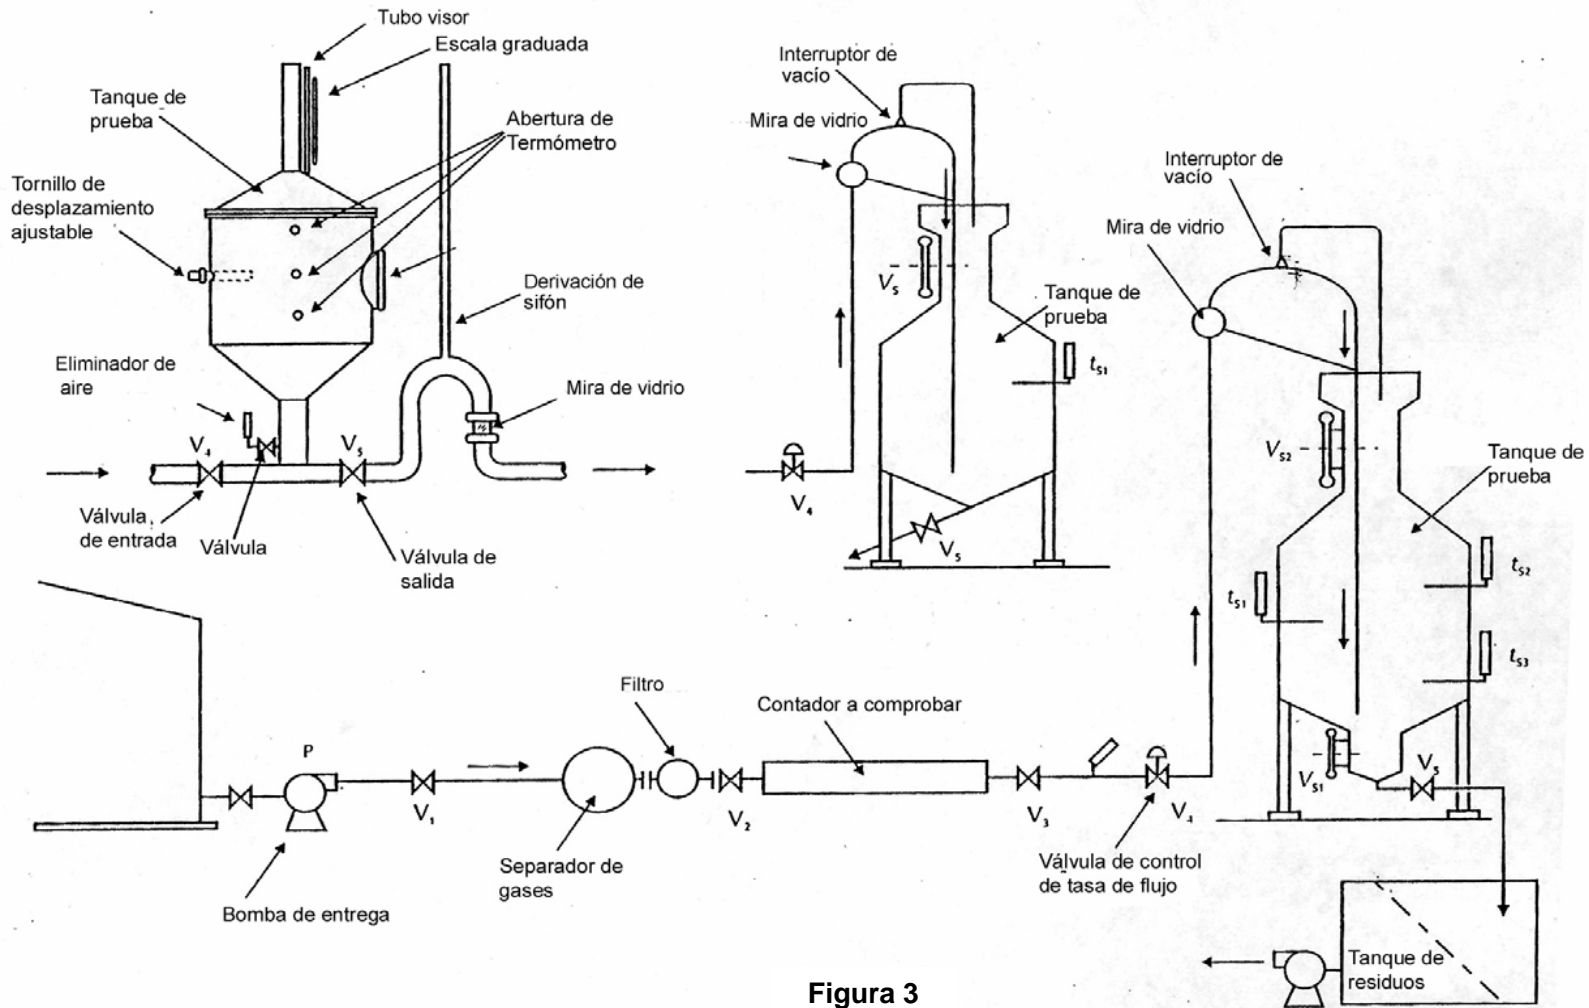 Tubo visor
Escala graduada
Tanque de
prueba
Abertura de
Termómetro
Tornillo de
desplazamiento
ajustable
Derivación de
sifón
Eliminador de
aire
Mira de vidrio
V4
V5
Válvula
de entrada
Válvula
Válvula de
salida
Interruptor de
vacío
Mira de vidrio
VS
Tanque de
prueba
tS1
V4
V5
Interruptor de
vacío
Mira de vidrio
VS2
Tanque de
prueba
tS2
tS1
tS3
VS1
V5
P
V1
Filtro
Contador a comprobar
V2
V3
V4
Separador de
gases
Válvula de control
de tasa de flujo
Bomba de entrega
Tanque de
residuos
Figura 3